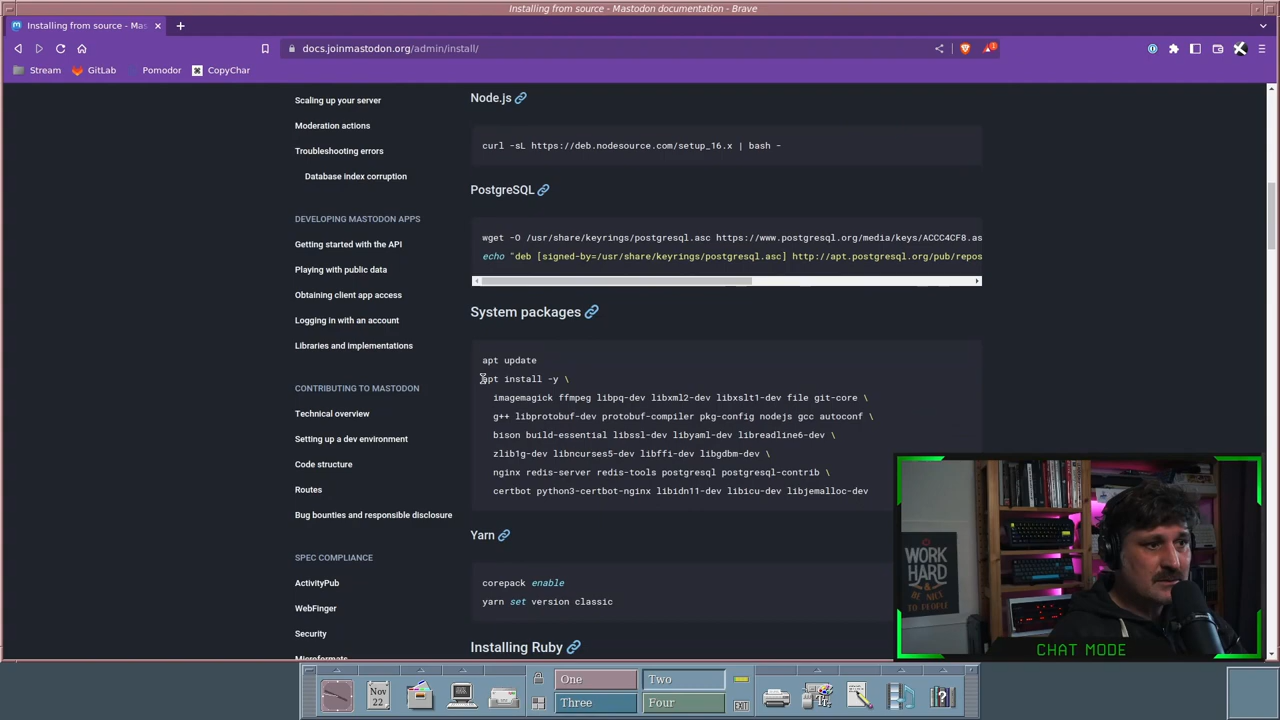 Installing from source - Mastodon documentation - Brave
Installing from source - Mas
docs.joinmastodon.org/admin/install/
Stream
GitLab
Pomodor
CopyChar
Scaling up your server
Moderation actions
Troubleshooting errors
Database index corruption
DEVELOPING MASTODON APPS
Getting started with the API
Playing with public data
Obtaining client app access
Logging in with an account
Libraries and implementations
CONTRIBUTING TO MASTODON
Technical overview
Setting up a dev environment
Code structure
Routes
Bug bounties and responsible disclosure
SPEC COMPLIANCE
ActivityPub
WebFinger
Security
Microformats
Node.js
curl -sL https://deb.nodesource.com/setup_16.x | bash -
PostgreSQL
wget -O /usr/share/keyrings/postgresql.asc https://www.postgresql.org/media/keys/ACCC4CF8.as
echo "deb [signed-by=/usr/share/keyrings/postgresql.asc] http://apt.postgresql.org/pub/repos
System packages
apt update
apt install -y \
imagemagick ffmpeg libpq-dev libxml2-dev libxslt1-dev file git-core \
g++ libprotobuf-dev protobuf-compiler pkg-config nodejs gcc autoconf \
bison build-essential libssl-dev libyaml-dev libreadline6-dev \
zlib1g-dev libncurses5-dev libffi-dev libgdbm-dev \
nginx redis-server redis-tools postgresql postgresql-contrib \
certbot python3-certbot-nginx libidn11-dev libicu-dev libjemalloc-dev
Yarn
corepack enable
yarn set version classic
Installing Ruby
WORK
HARD
& BE NICE
TO PEOPLE
CHAT MODE
Nov
22
One
Two
Three
Four
EXIT